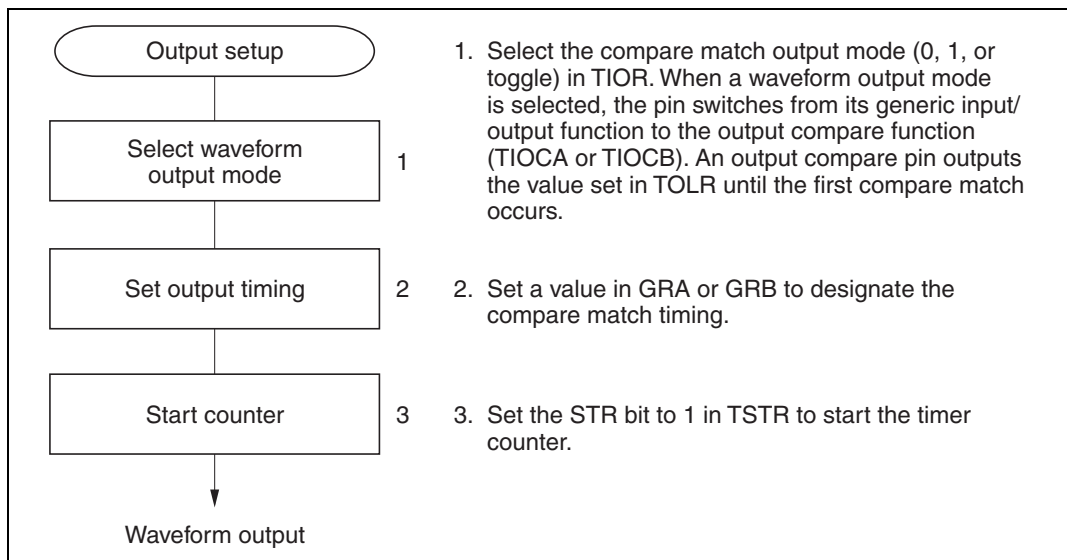 Output setup
Select waveform
output mode
1
1. Select the compare match output mode (0, 1, or
toggle) in TIOR. When a waveform output mode
is selected, the pin switches from its generic input/
output function to the output compare function
(TIOCA or TIOCB). An output compare pin outputs
the value set in TOLR until the first compare match
occurs.
Set output timing
2
2. Set a value in GRA or GRB to designate the
compare match timing.
Start counter
3
3. Set the STR bit to 1 in TSTR to start the timer
counter.
Waveform output